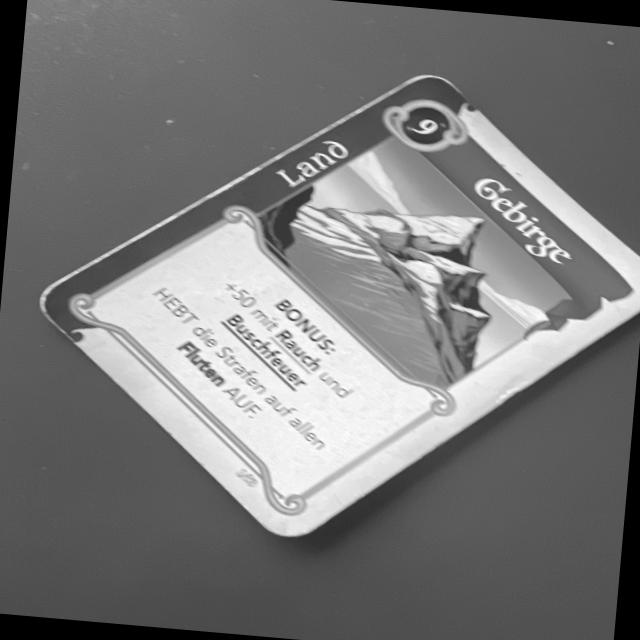 9
Gebirge
Land
BONUS:
+50 mit Rauch und
Buschfeuer
HEBT die Strafen auf allen
Fluten AUF